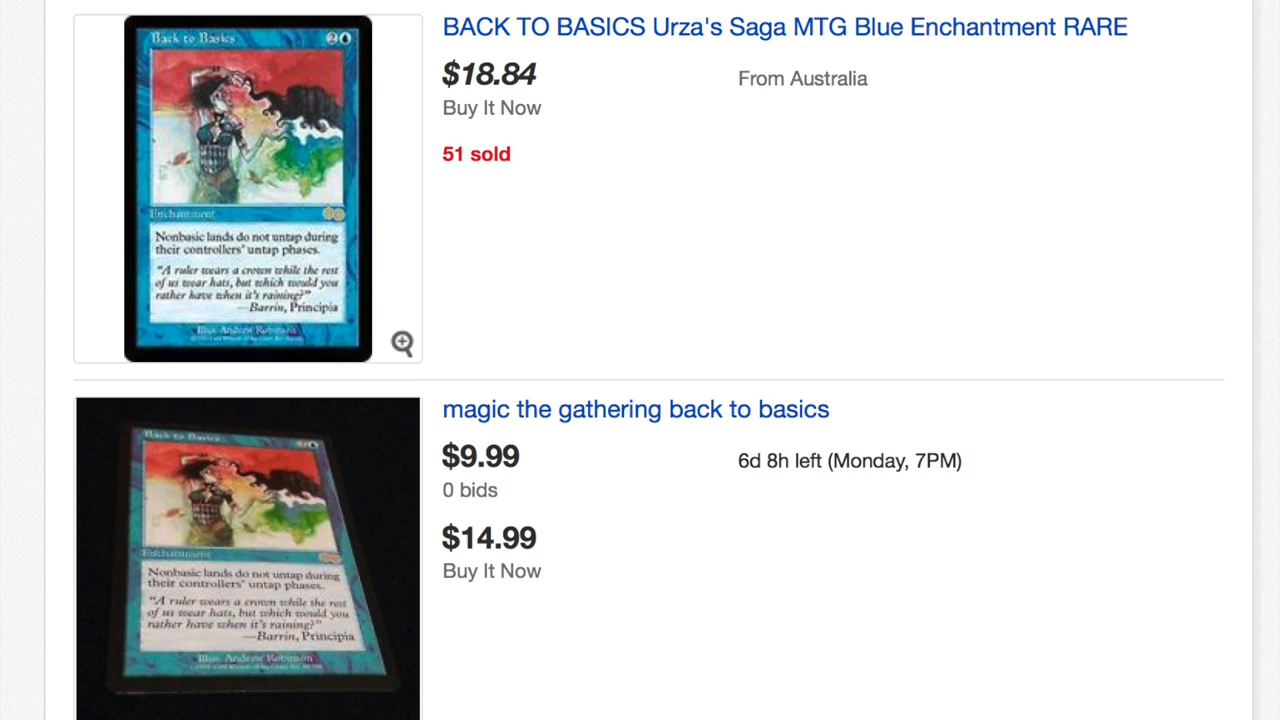 Back to Basics 2
BACK TO BASICS Urza's Saga MTG Blue Enchantment RARE
$18.84
From Australia
Buy It Now
51 sold
Enchantment
Nonbasic lands do not untap during
their controllers' untap phases.
"A ruler wears a crown while the rest
of us wear hats, but which would you
rather have when it's raining?"
—Barrin, Principia
Illus. Andrew Robinson
magic the gathering back to basics
$9.99
6d 8h left (Monday, 7PM)
0 bids
$14.99
Buy It Now
Back to Basics
Enchantment
Nonbasic lands do not untap during
their controllers' untap phases.
"A ruler wears a crown while the rest
of us wear hats, but which would you
rather have when it's raining?"
—Barrin, Principia
Illus. Andrew Robinson